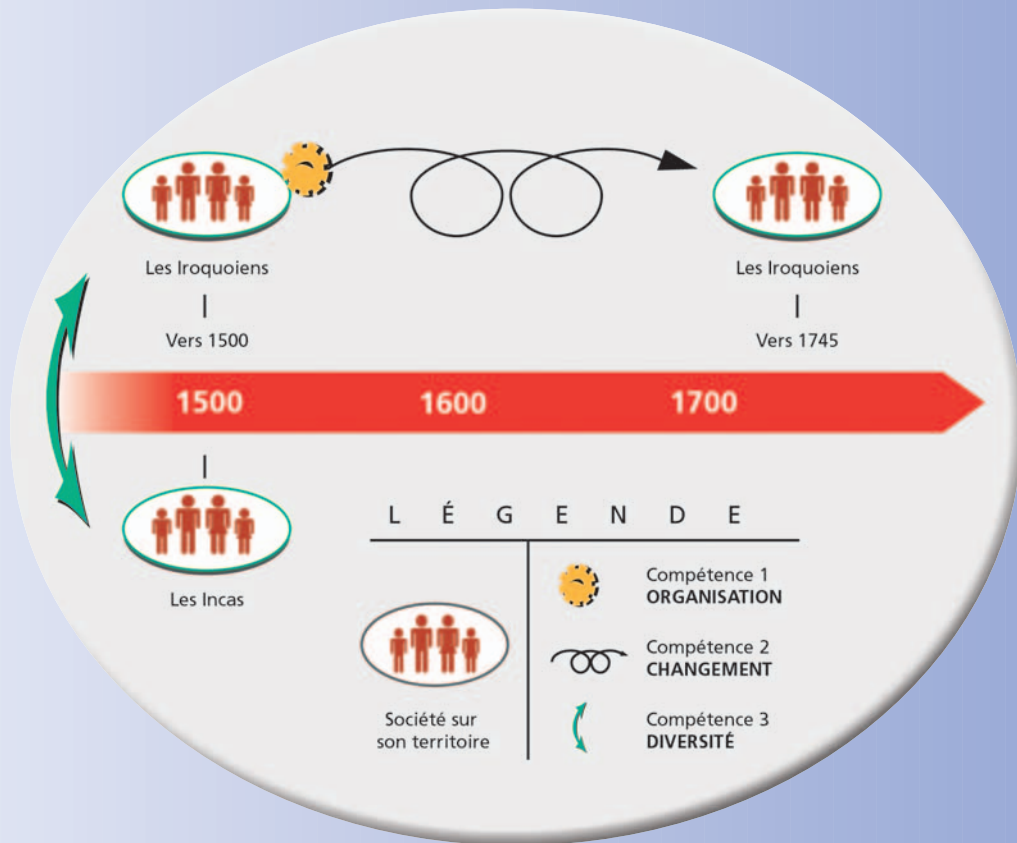 Les Iroquoiens
Vers 1500
Les Iroquoiens
Vers 1745
1500 1600 1700
Les Incas
LÉGENDE
Société sur
son territoire
Compétence 1
ORGANISATION
Compétence 2
CHANGEMENT
Compétence 3
DIVERSITÉ